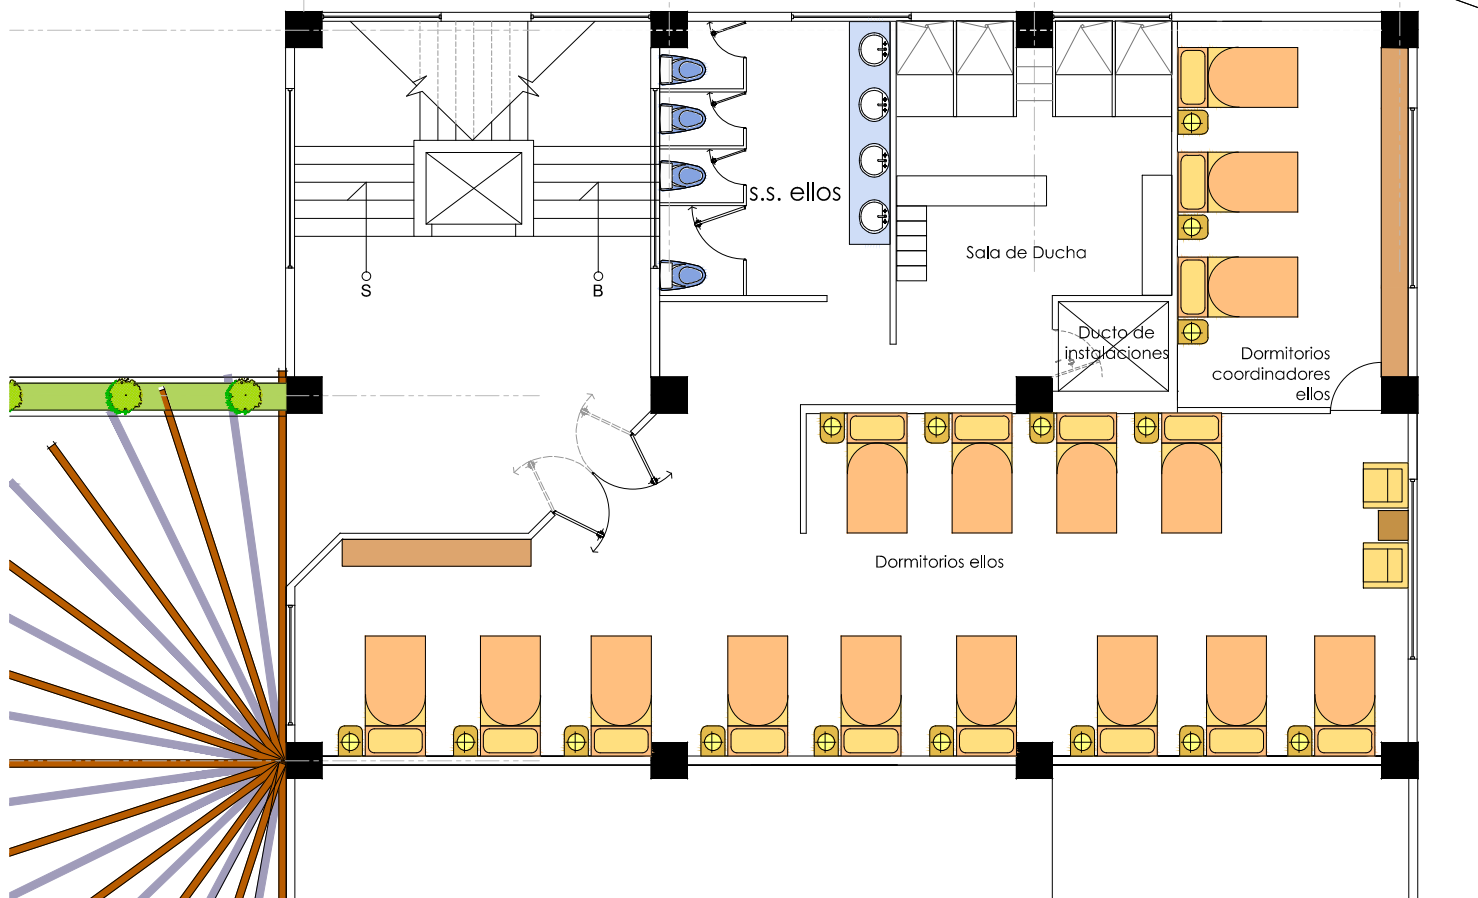 s.s. ellos
Sala de Ducha
S
B
Ducto de
instalaciones
Dormitorios
coordinadores
ellos
Dormitorios ellos